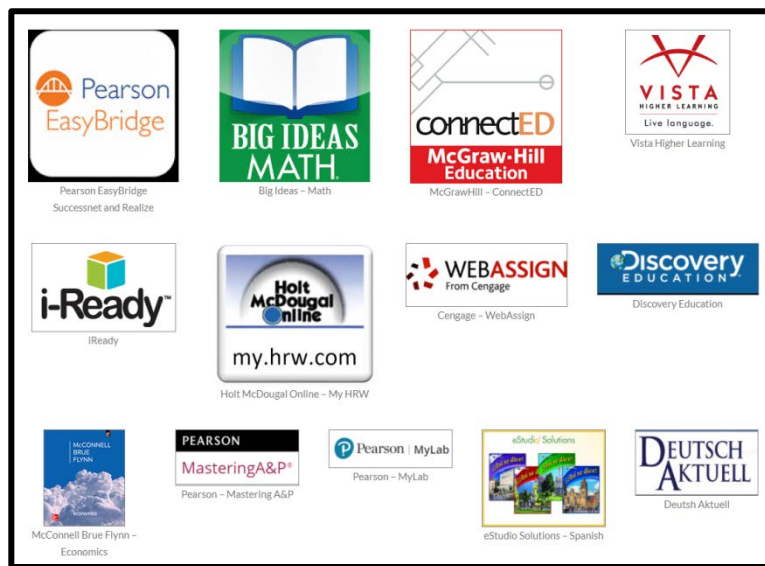 Pearson
EasyBridge
Pearson EasyBridge
Successnet and Realize
BIG IDEAS
MATH
Big Ideas – Math
connectED
McGraw-Hill
Education
McGrawHill – ConnectED
VISTA
HIGHER LEARNING
Live language.
Vista Higher Learning
i-Ready™
IReady
Holt
McDougal
Online
my.hrw.com
Holt McDougal Online – My HRW
WEBASSIGN
From Cengage
Cengage – WebAssign
Discovery
EDUCATION
Discovery Education
McCONNELL
BRUE
FLYNN
economics
McConnell Brue Flynn –
Economics
PEARSON
MasteringA&P®
Pearson – Mastering A&P
Pearson | MyLab
Pearson – MyLab
eStudio Solutions
eStudio Solutions – Spanish
DEUTSCH
AKTUELL
Deutsh Aktuell